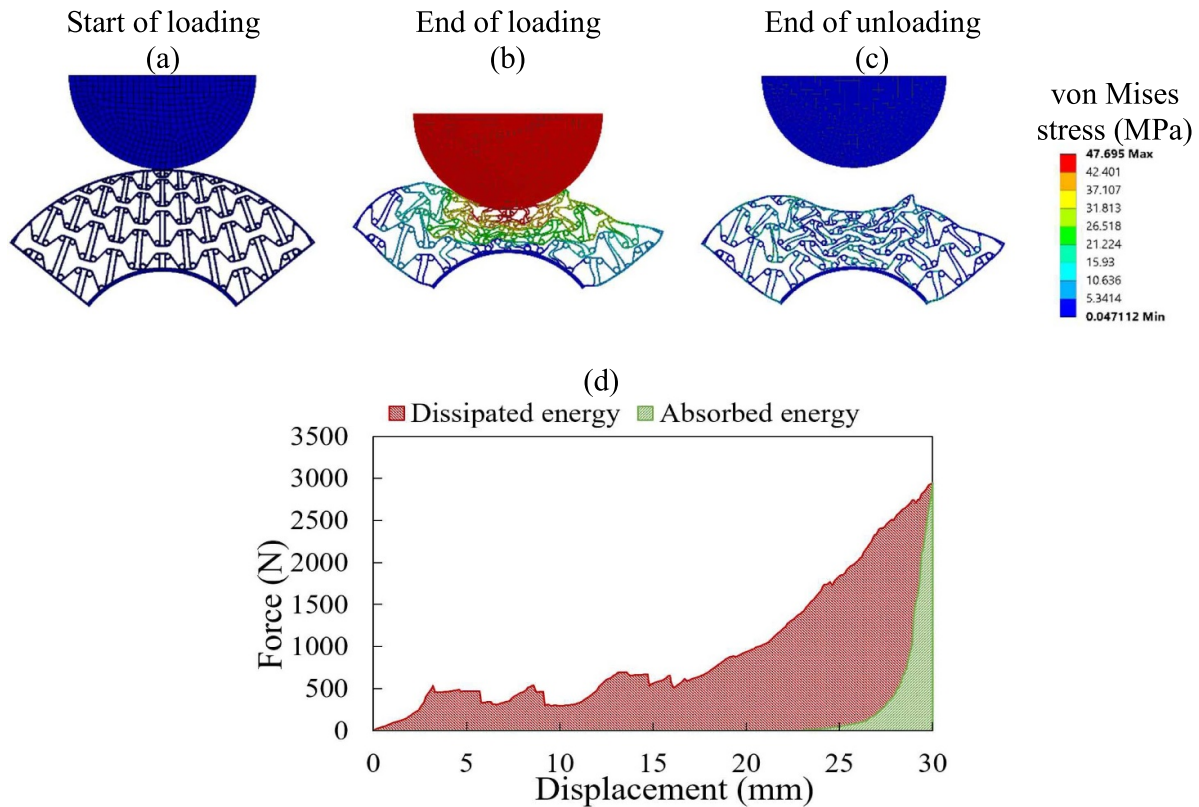 Start of loading
(a)
End of loading
(b)
End of unloading
(c)
von Mises
stress (MPa)
47.695 Max
42.401
37.107
31.813
26.518
21.224
15.93
10.636
5.3414
0.047112 Min
(d)
Dissipated energy
Absorbed energy
Force (N)
3500
3000
2500
2000
1500
1000
500
0
0 5 10 15 20 25 30
Displacement (mm)